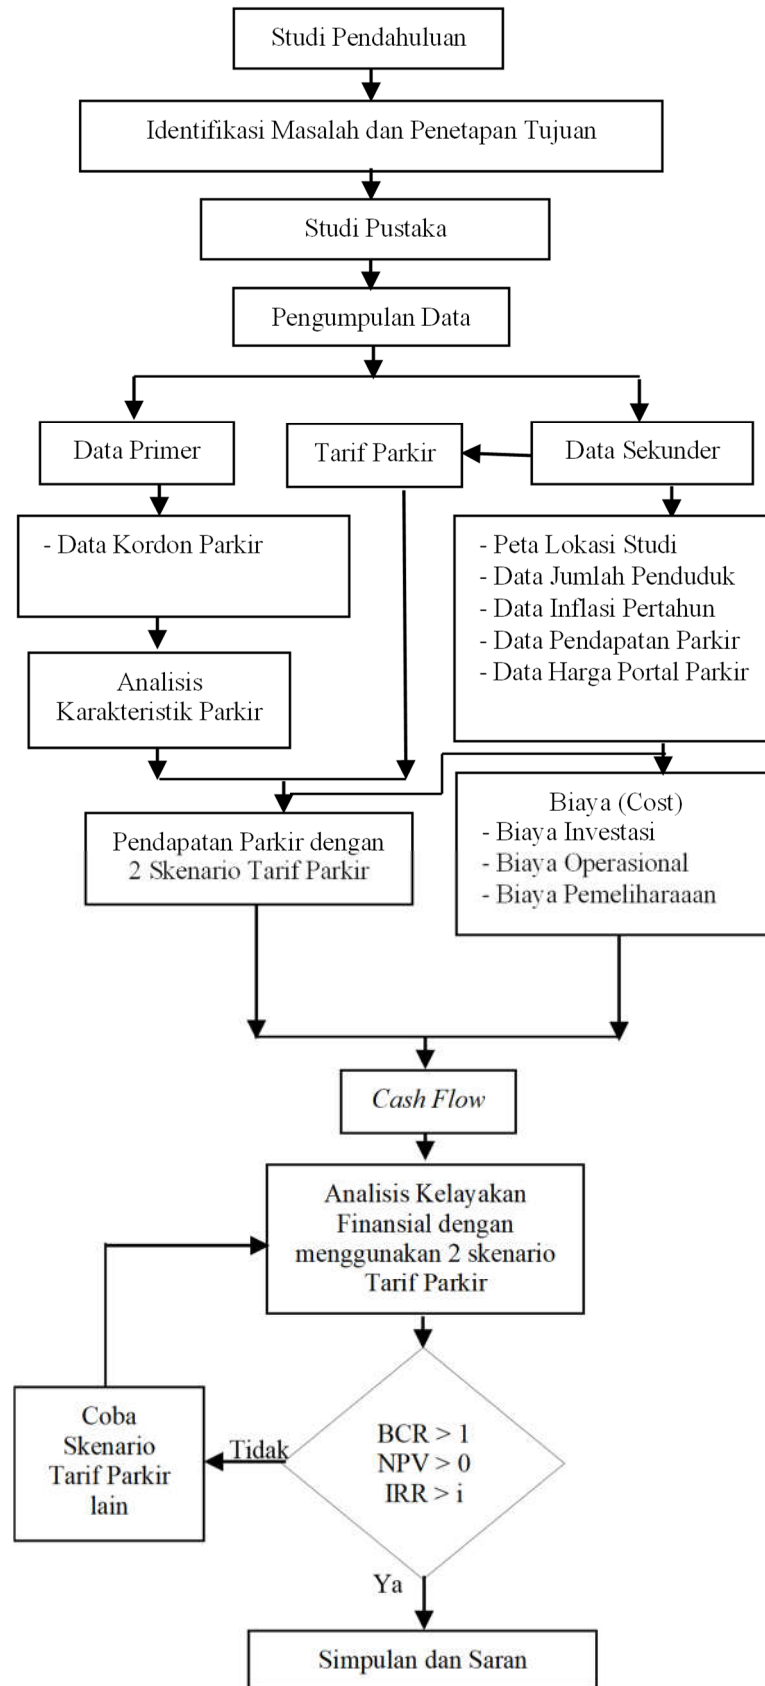 Studi Pendahuluan
Identifikasi Masalah dan Penetapan Tujuan
Studi Pustaka
Pengumpulan Data
Data Primer
Tarif Parkir
Data Sekunder
- Data Kordon Parkir
- Peta Lokasi Studi
- Data Jumlah Penduduk
- Data Inflasi Pertahun
- Data Pendapatan Parkir
- Data Harga Portal Parkir
Analisis
Karakteristik Parkir
Pendapatan Parkir dengan
2 Skenario Tarif Parkir
Biaya (Cost)
- Biaya Investasi
- Biaya Operasional
- Biaya Pemeliharaaan
Cash Flow
Analisis Kelayakan
Finansial dengan
menggunakan 2 skenario
Tarif Parkir
BCR > 1
NPV > 0
IRR > i
Tidak
Coba
Skenario
Tarif Parkir
lain
Ya
Simpulan dan Saran